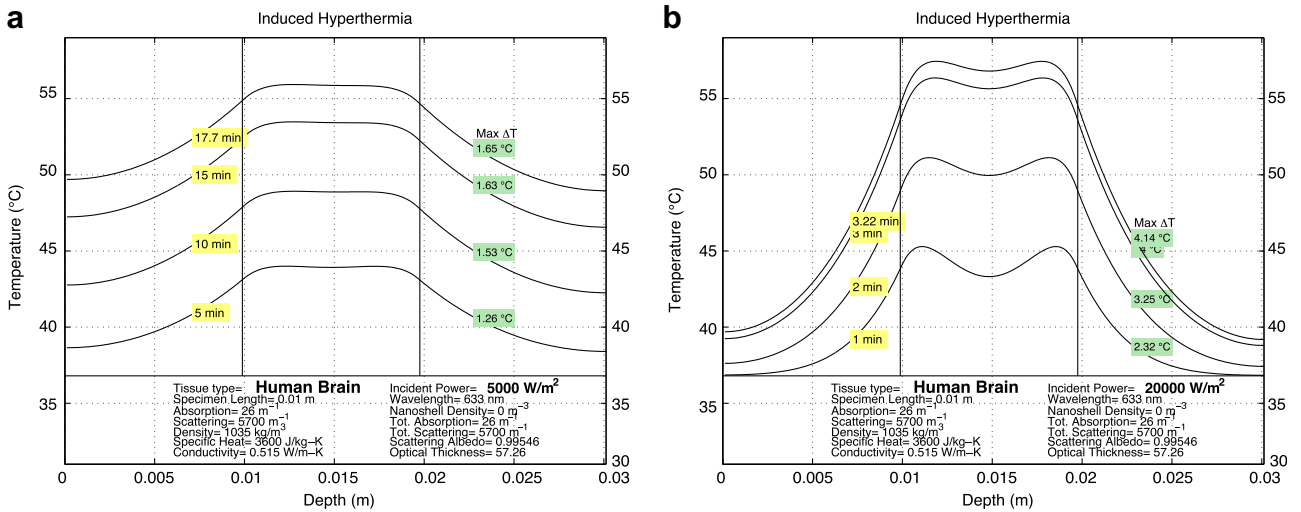 a
Induced Hyperthermia
55
50
45
40
35
Temperature (°C)
17.7 min
15 min
10 min
5 min
Max ΔT
1.65 °C
1.63 °C
1.53 °C
1.26 °C
55
50
45
40
35
30
Tissue type= Human Brain
Specimen Length= 0.01 m
Absorption= 26 m−1
Scattering= 5700 m−1
Density= 1035 kg/m3
Specific Heat= 3600 J/kg−K
Conductivity= 0.515 W/m−K
Incident Power= 5000 W/m2
Wavelength= 633 nm
Nanoshell Density= 0 m−3
Tot. Absorption= 26 m−1
Tot. Scattering= 5700 m−1
Scattering Albedo= 0.99546
Optical Thickness= 57.26
0 0.005 0.01 0.015 0.02 0.025 0.03
Depth (m)
b
Induced Hyperthermia
55
50
45
40
35
Temperature (°C)
3.22 min
3 min
2 min
1 min
Max ΔT
4.14 °C
4 °C
3.25 °C
2.32 °C
55
50
45
40
35
30
Tissue type= Human Brain
Specimen Length= 0.01 m
Absorption= 26 m−1
Scattering= 5700 m−1
Density= 1035 kg/m3
Specific Heat= 3600 J/kg−K
Conductivity= 0.515 W/m−K
Incident Power= 20000 W/m2
Wavelength= 633 nm
Nanoshell Density= 0 m−3
Tot. Absorption= 26 m−1
Tot. Scattering= 5700 m−1
Scattering Albedo= 0.99546
Optical Thickness= 57.26
0 0.005 0.01 0.015 0.02 0.025 0.03
Depth (m)